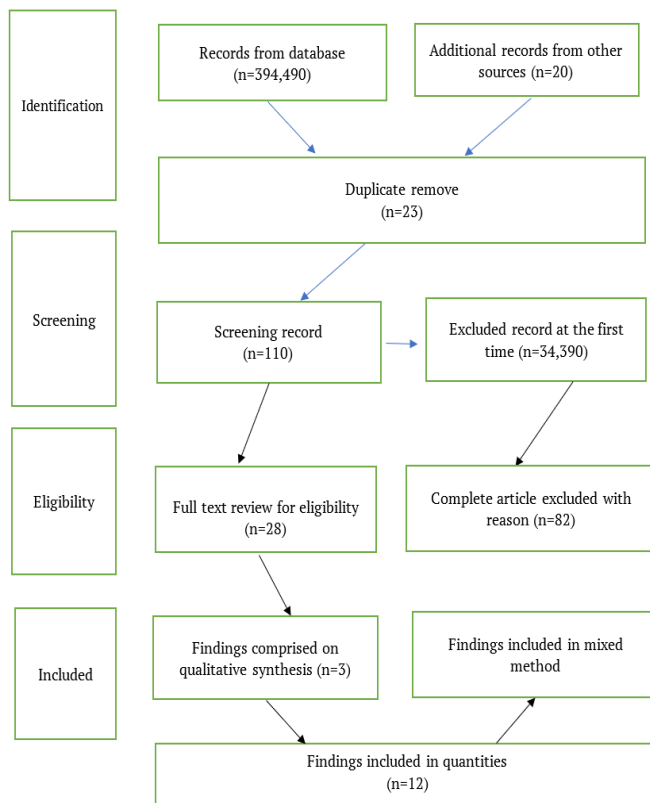 Identification
Records from database
(n=394,490)
Additional records from other
sources (n=20)
Duplicate remove
(n=23)
Screening
Screening record
(n=110)
Excluded record at the first
time (n=34,390)
Eligibility
Full text review for eligibility
(n=28)
Complete article excluded with
reason (n=82)
Included
Findings comprised on
qualitative synthesis (n=3)
Findings included in mixed
method
Findings included in quantities
(n=12)